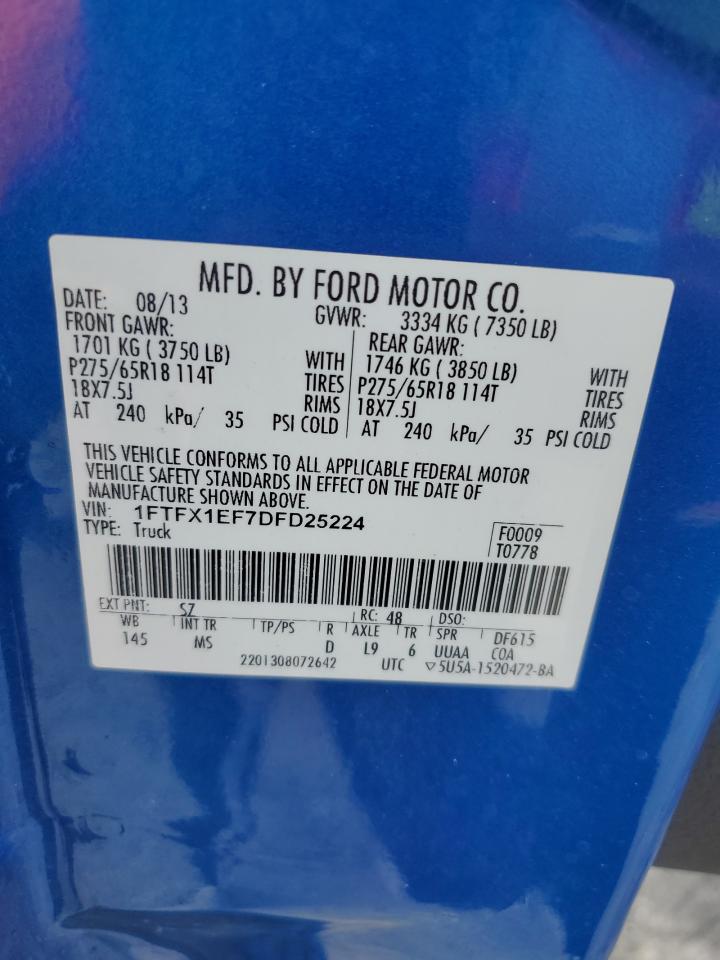 MFD. BY FORD MOTOR CO.
DATE: 08/13 GVWR: 3334 KG ( 7350 LB)
FRONT GAWR: REAR GAWR:
1701 KG ( 3750 LB) WITH 1746 KG ( 3850 LB) WITH
P275/65R18 114T TIRES P275/65R18 114T TIRES
18X7.5J RIMS 18X7.5J RIMS
AT 240 kPa/ 35 PSI COLD AT 240 kPa/ 35 PSI COLD
THIS VEHICLE CONFORMS TO ALL APPLICABLE FEDERAL MOTOR
VEHICLE SAFETY STANDARDS IN EFFECT ON THE DATE OF
MANUFACTURE SHOWN ABOVE.
VIN: 1FTFX1EF7DFD25224 F0009
TYPE: Truck T0778
EXT PNT: SZ RC: 48 DSO:
WB INT TR TP/PS R AXLE TR SPR DF615
145 MS D L9 6 UUAA COA
2201308072642 UTC ▽5U5A-1520472-BA